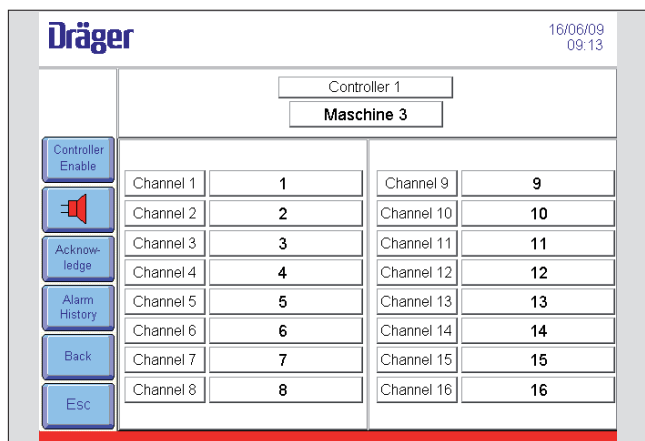 Dräger
16/06/09
09:13
Controller 1
Maschine 3
Controller
Enable
Acknow-
ledge
Alarm
History
Back
Esc
Channel 1 1
Channel 2 2
Channel 3 3
Channel 4 4
Channel 5 5
Channel 6 6
Channel 7 7
Channel 8 8
Channel 9 9
Channel 10 10
Channel 11 11
Channel 12 12
Channel 13 13
Channel 14 14
Channel 15 15
Channel 16 16